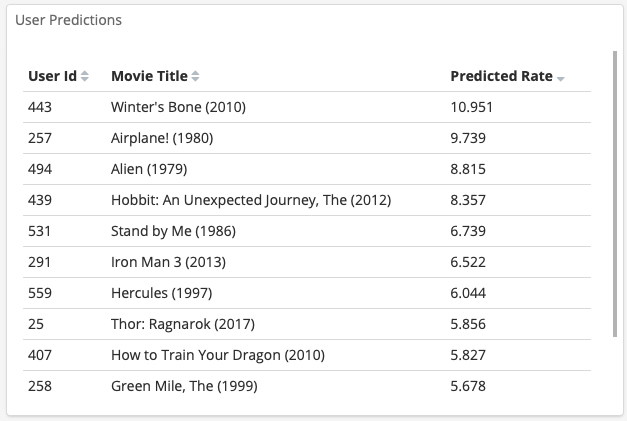 User Predictions
User Id Movie Title Predicted Rate
443 Winter's Bone (2010) 10.951
257 Airplane! (1980) 9.739
494 Alien (1979) 8.815
439 Hobbit: An Unexpected Journey, The (2012) 8.357
531 Stand by Me (1986) 6.739
291 Iron Man 3 (2013) 6.522
559 Hercules (1997) 6.044
25 Thor: Ragnarok (2017) 5.856
407 How to Train Your Dragon (2010) 5.827
258 Green Mile, The (1999) 5.678